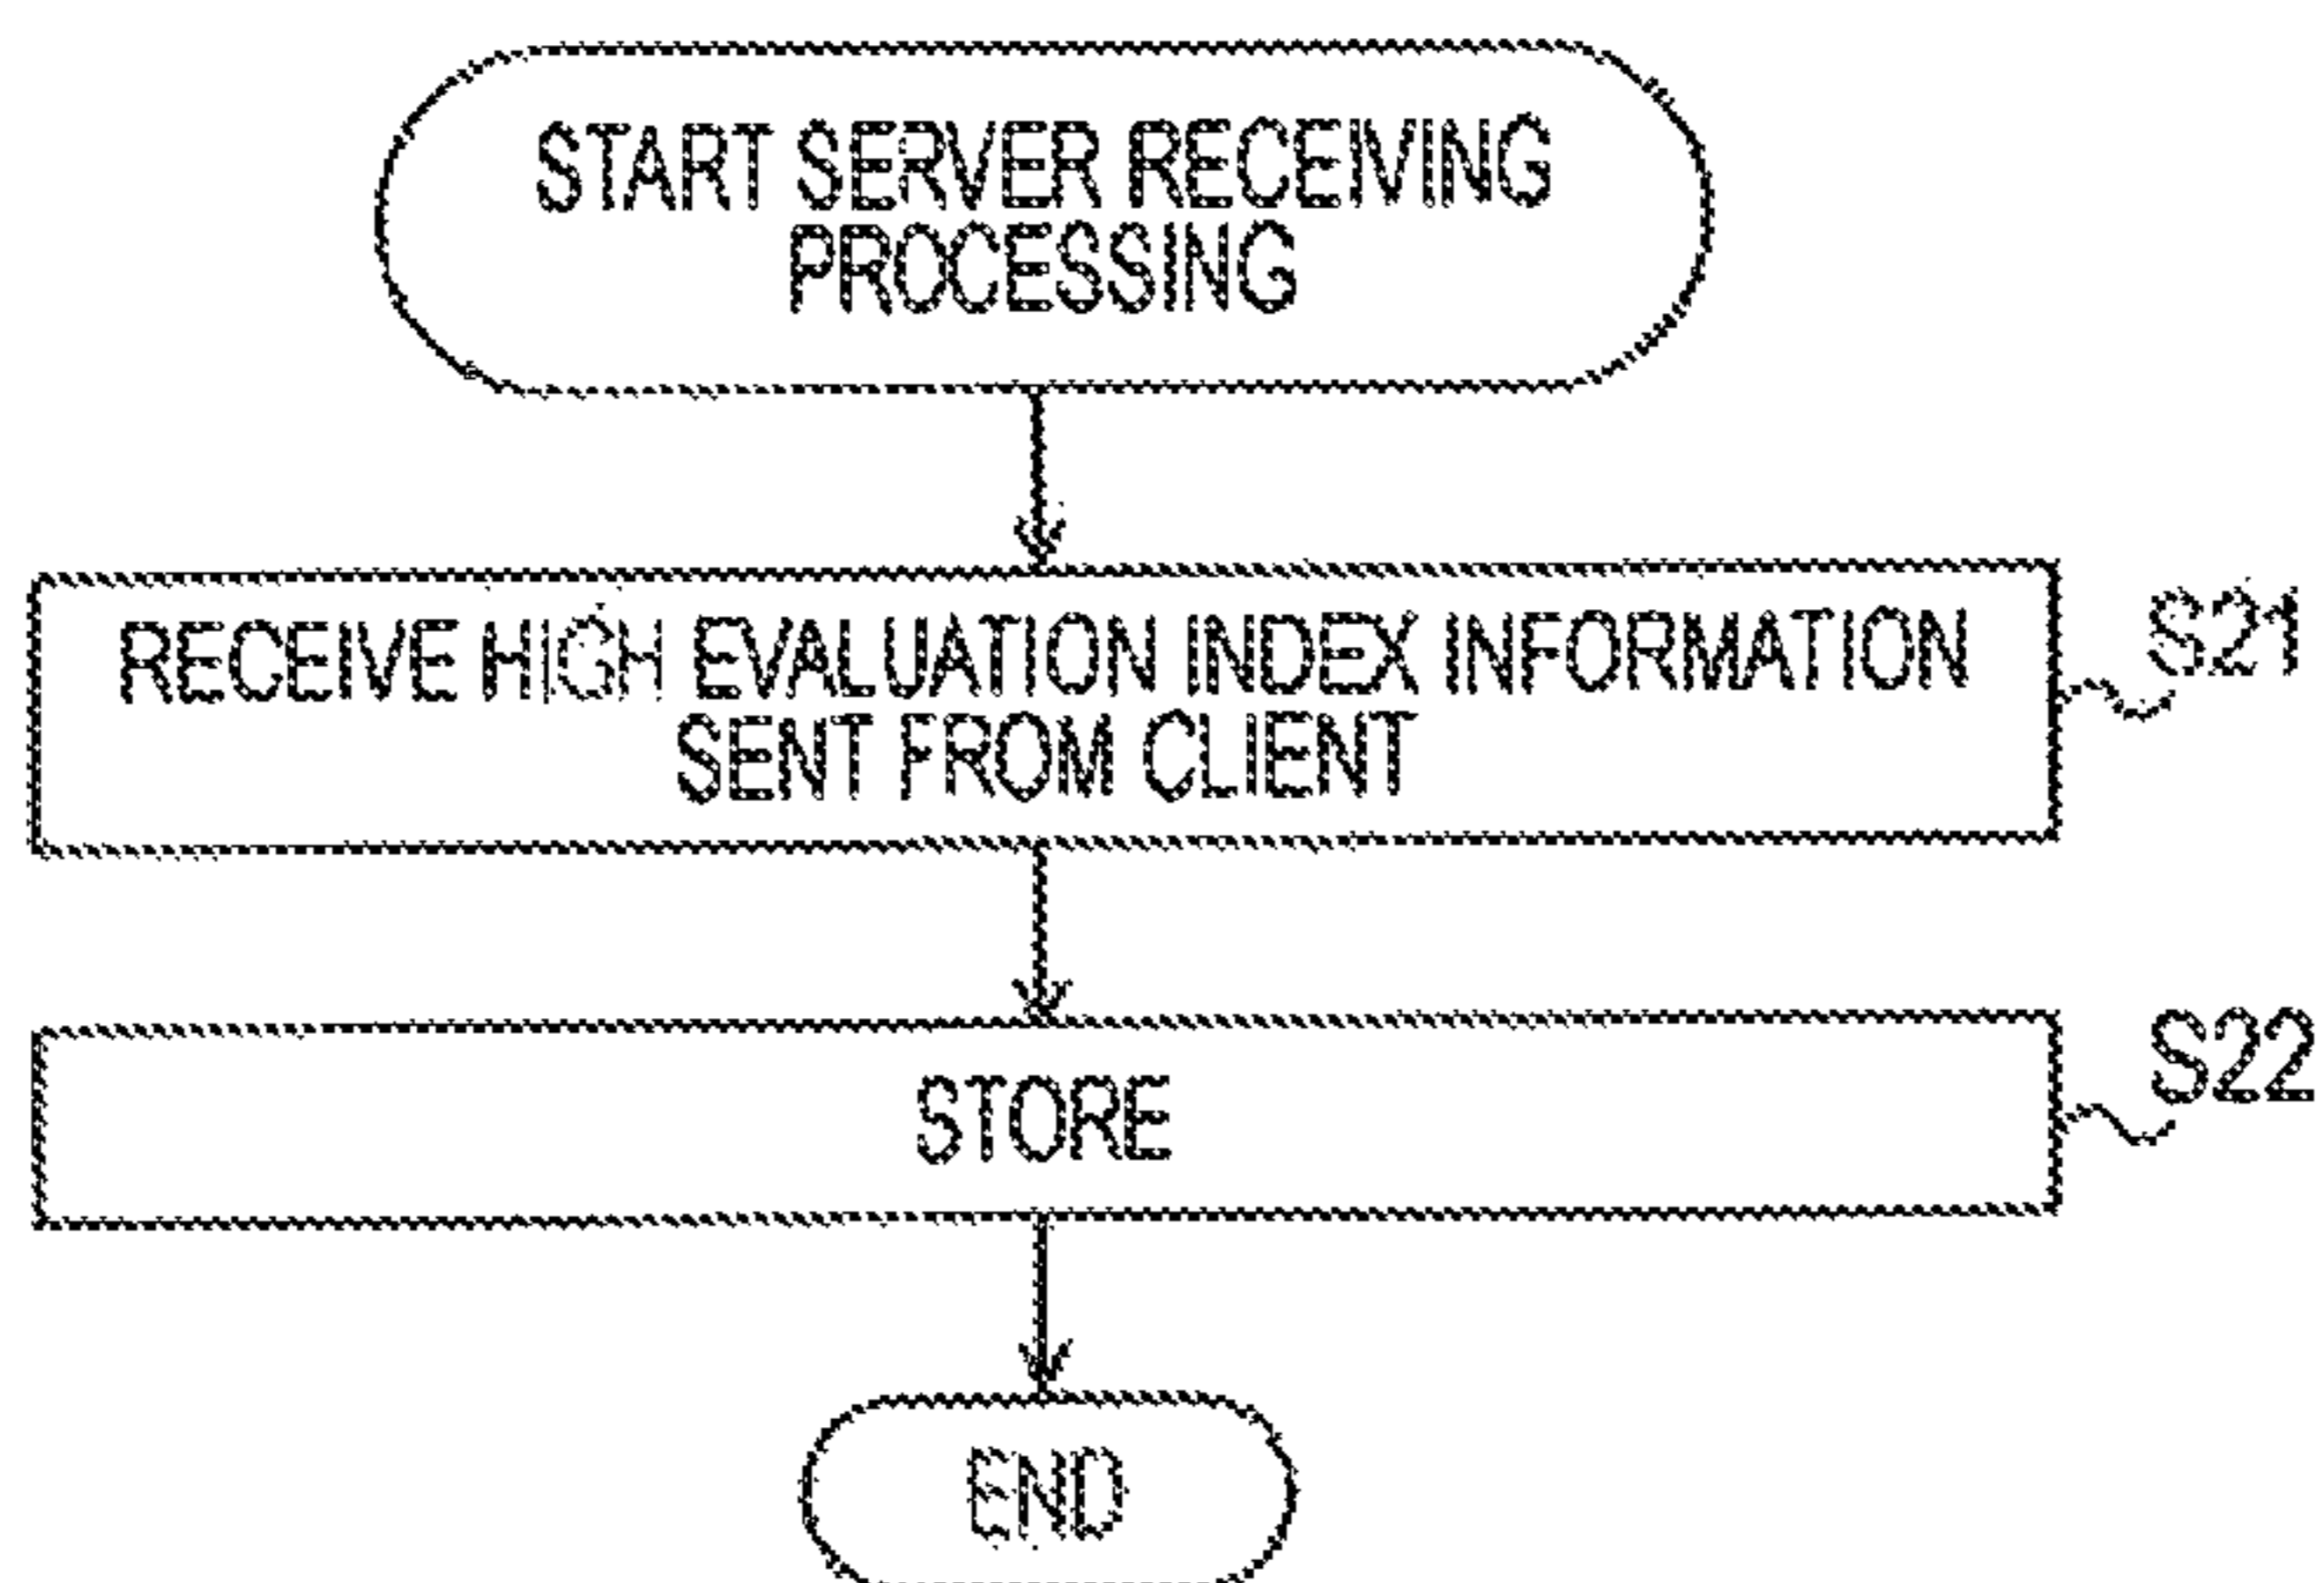 START SERVER RECEIVING
PROCESSING
RECEIVE HIGH EVALUATION INDEX INFORMATION
SENT FROM CLIENT
S21
STORE
S22
END